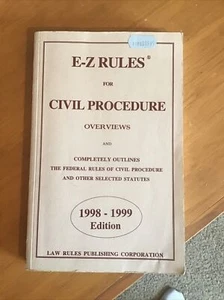 E-Z RULES®
FOR
CIVIL PROCEDURE
OVERVIEWS
AND
COMPLETELY OUTLINES
THE FEDERAL RULES OF CIVIL PROCEDURE
AND OTHER SELECTED STATUTES
1998 - 1999
Edition
LAW RULES PUBLISHING CORPORATION